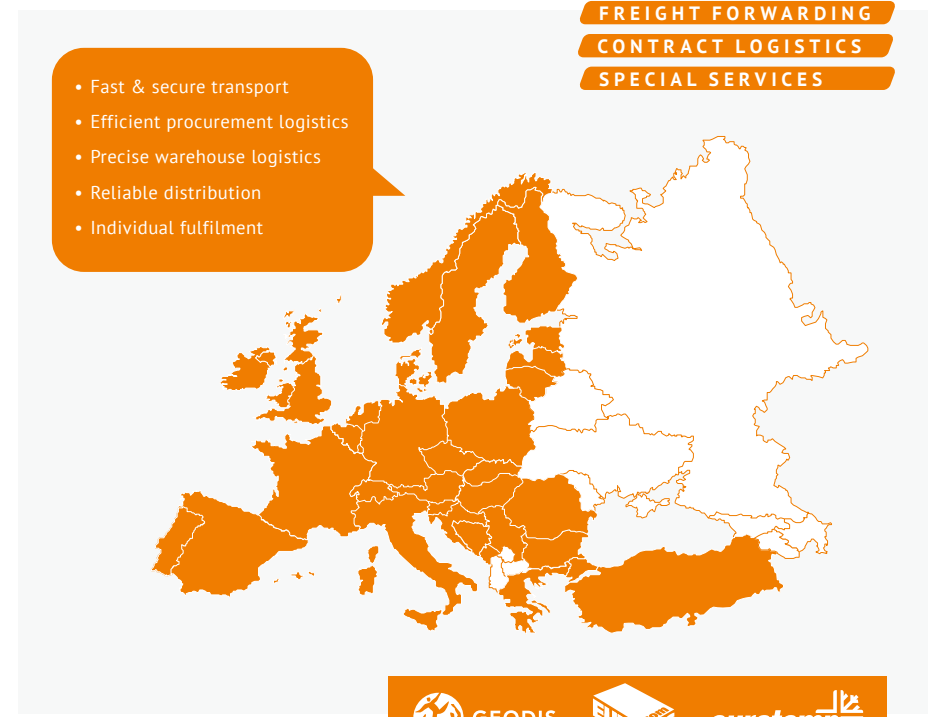 FREIGHT FORWARDING
CONTRACT LOGISTICS
SPECIAL SERVICES
• Fast & secure transport
• Efficient procurement logistics
• Precise warehouse logistics
• Reliable distribution
• Individual fulfilment
GEODIS